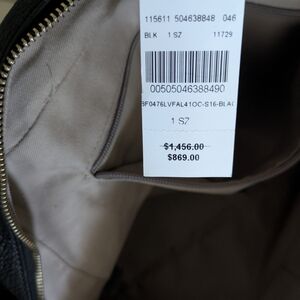 115611 504638848 046
BLK 1 SZ 11729
00505046388490
BF0476LVFAL41OC-S16-BLAC
1 SZ
$1,456.00
$869.00